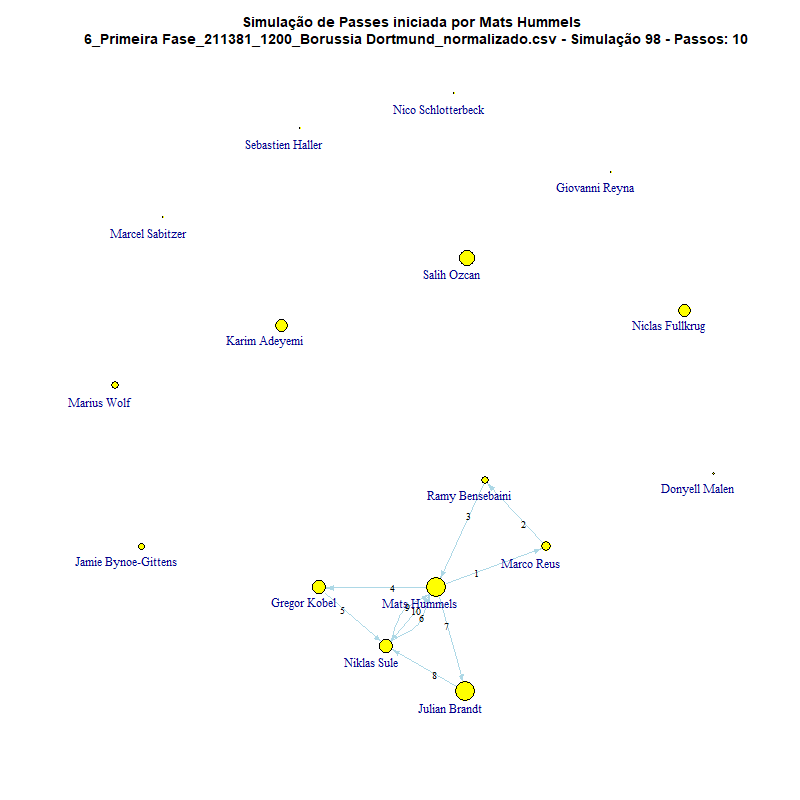 Simulação de Passes iniciada por Mats Hummels
6_Primeira Fase_211381_1200_Borussia Dortmund_normalizado.csv - Simulação 98 - Passos: 10
Nico Schlotterbeck
Sebastien Haller
Giovanni Reyna
Marcel Sabitzer
Salih Ozcan
Niclas Fullkrug
Karim Adeyemi
Marius Wolf
Donyell Malen
Ramy Bensebaini
3
2
Jamie Bynoe-Gittens
Marco Reus
1
4
Gregor Kobel
Mats Hummels
5
9
10
6
7
Niklas Sule
8
Julian Brandt